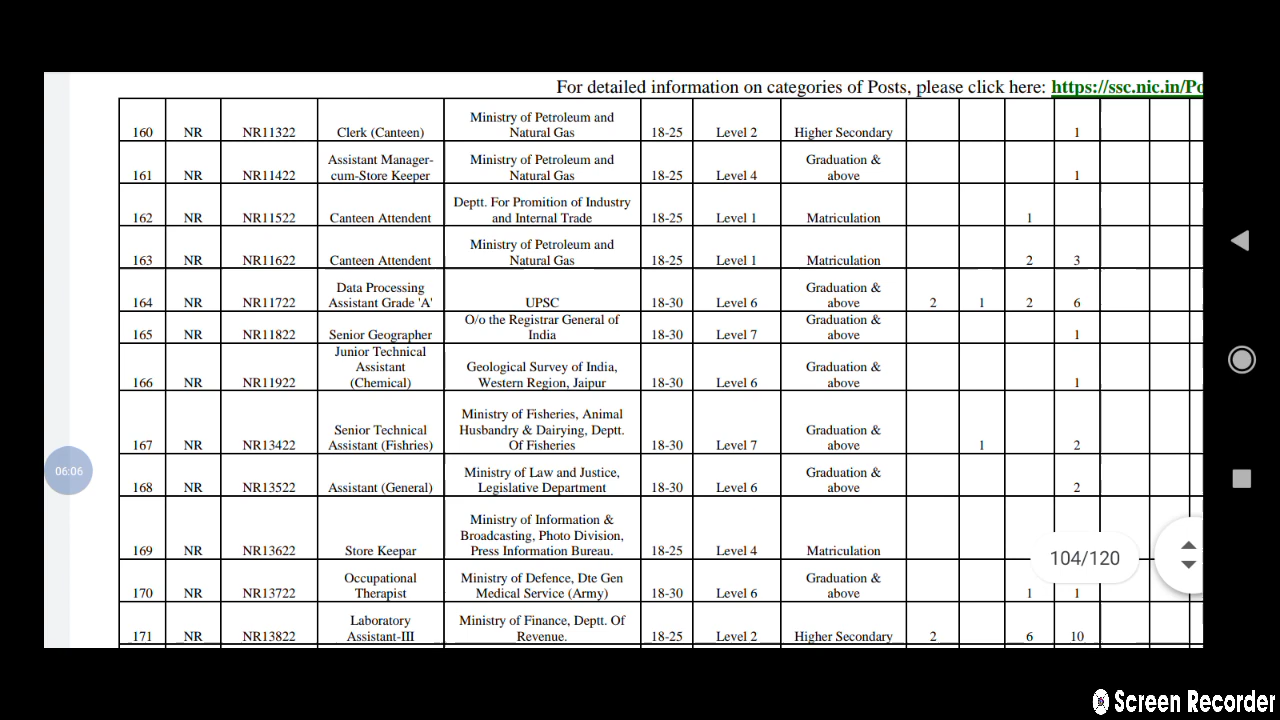 For detailed information on categories of Posts, please click here: https://ssc.nic.in/Po
160 NR NR11322 Clerk (Canteen) Ministry of Petroleum and Natural Gas 18-25 Level 2 Higher Secondary 1
161 NR NR11422 Assistant Manager-cum-Store Keeper Ministry of Petroleum and Natural Gas 18-25 Level 4 Graduation & above 1
162 NR NR11522 Canteen Attendent Deptt. For Promition of Industry and Internal Trade 18-25 Level 1 Matriculation 1
163 NR NR11622 Canteen Attendent Ministry of Petroleum and Natural Gas 18-25 Level 1 Matriculation 2 3
164 NR NR11722 Data Processing Assistant Grade 'A' UPSC 18-30 Level 6 Graduation & above 2 1 2 6
165 NR NR11822 Senior Geographer O/o the Registrar General of India 18-30 Level 7 Graduation & above 1
166 NR NR11922 Junior Technical Assistant (Chemical) Geological Survey of India, Western Region, Jaipur 18-30 Level 6 Graduation & above 1
167 NR NR13422 Senior Technical Assistant (Fishries) Ministry of Fisheries, Animal Husbandry & Dairying, Deptt. Of Fisheries 18-30 Level 7 Graduation & above 1 2
168 NR NR13522 Assistant (General) Ministry of Law and Justice, Legislative Department 18-30 Level 6 Graduation & above 2
169 NR NR13622 Store Keepar Ministry of Information & Broadcasting, Photo Division, Press Information Bureau. 18-25 Level 4 Matriculation
170 NR NR13722 Occupational Therapist Ministry of Defence, Dte Gen Medical Service (Army) 18-30 Level 6 Graduation & above 1 1
171 NR NR13822 Laboratory Assistant-III Ministry of Finance, Deptt. Of Revenue. 18-25 Level 2 Higher Secondary 2 6 10
06:06
104/120
Screen Recorder